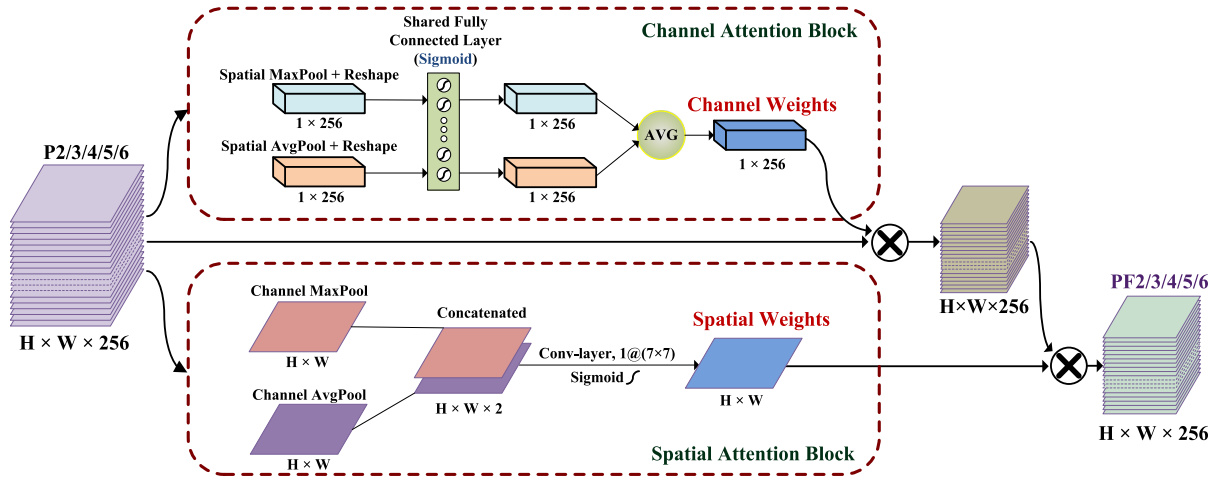 Shared Fully
Connected Layer
(Sigmoid)
Channel Attention Block
Spatial MaxPool + Reshape
1 × 256
1 × 256
Channel Weights
AVG
1 × 256
Spatial AvgPool + Reshape
1 × 256
1 × 256
P2/3/4/5/6
H × W × 256
H×W×256
PF2/3/4/5/6
H × W × 256
Channel MaxPool
H × W
Concatenated
H × W × 2
Channel AvgPool
H × W
Conv-layer, 1@(7×7)
Sigmoid
Spatial Weights
H × W
Spatial Attention Block